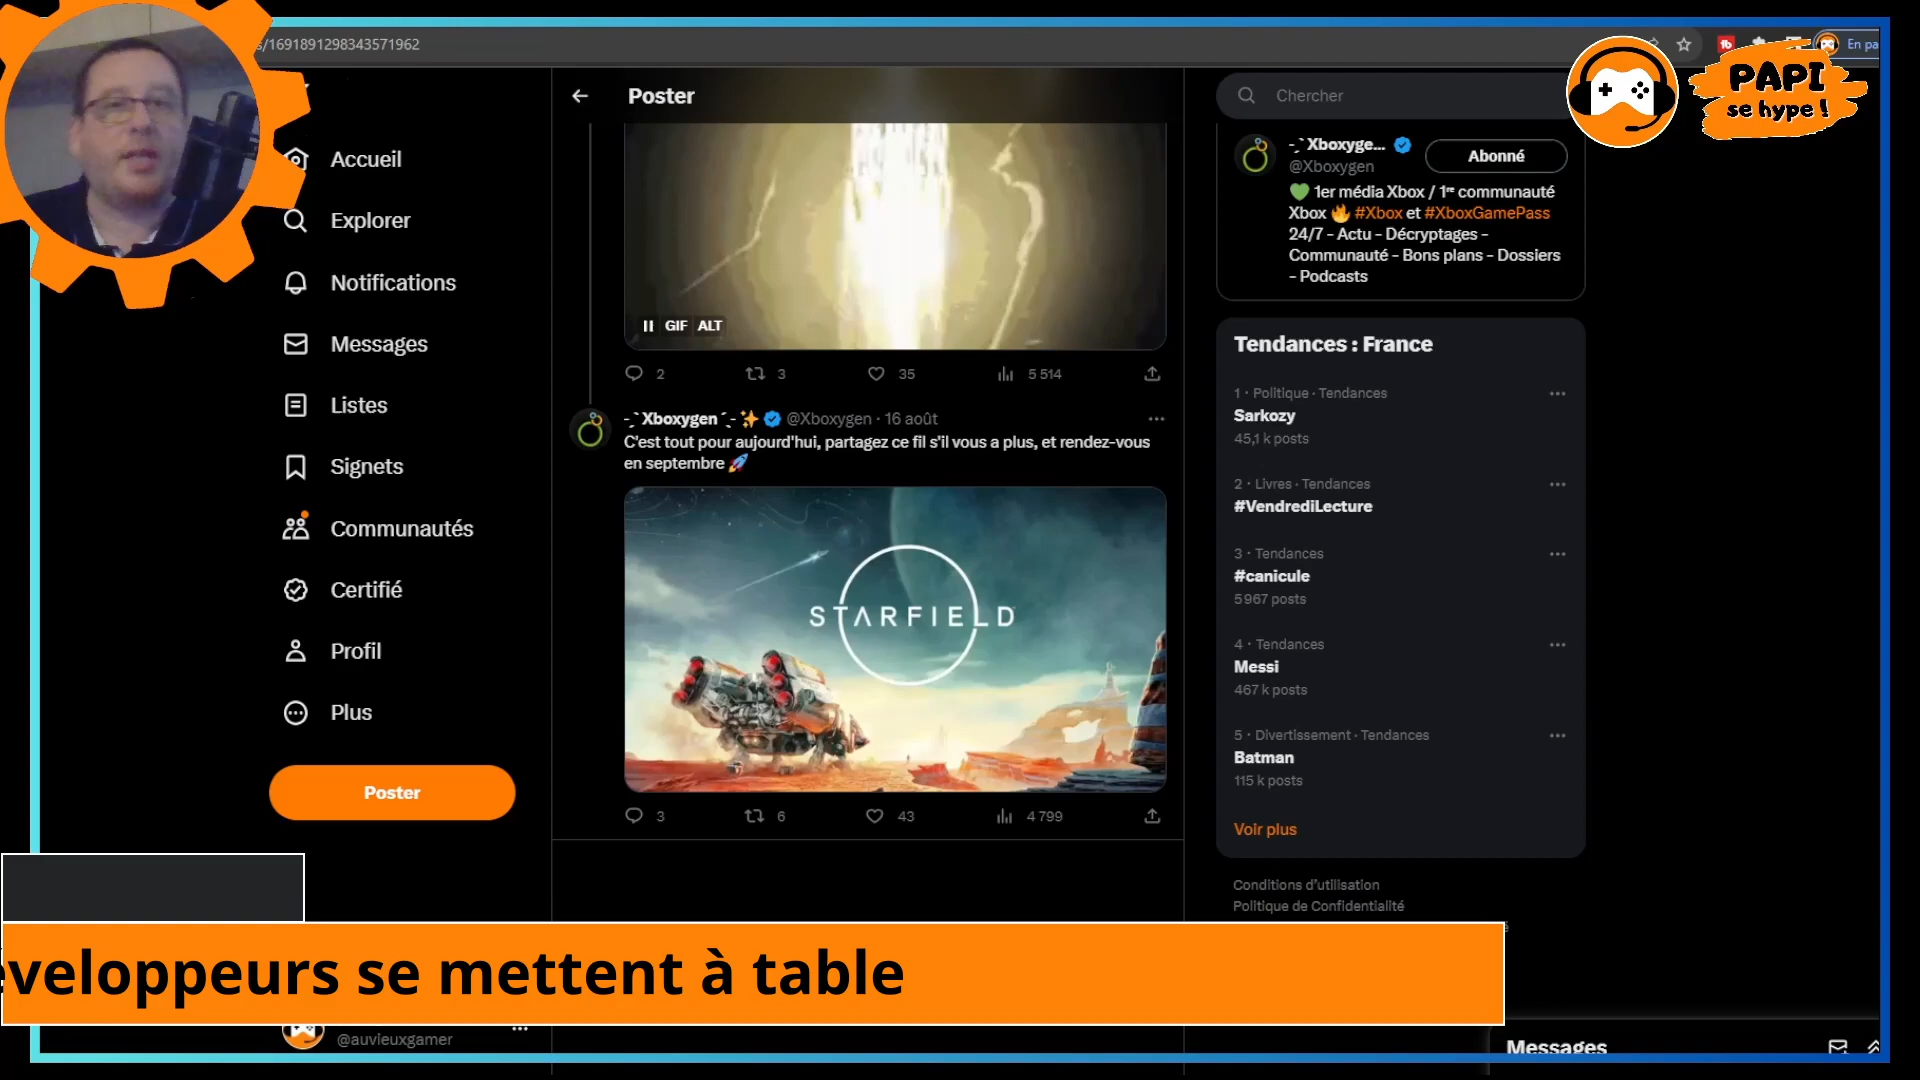 /1691891298343571962
En pa
PAPI
se hype !
Accueil
Explorer
Notifications
Messages
Listes
Signets
Communautés
Certifié
Profil
Plus
Poster
@auvieuxgamer
Poster
GIF ALT
2 3 35 5 514
-ˏˋ Xboxygen ˊˎ- ✨ @Xboxygen · 16 août
C'est tout pour aujourd'hui, partagez ce fil s'il vous a plus, et rendez-vous
en septembre 🚀
STARFIELD
3 6 43 4 799
Chercher
-ˏˋ Xboxyge...
@Xboxygen
Abonné
💚 1er média Xbox / 1ʳᵉ communauté
Xbox 🔥 #Xbox et #XboxGamePass
24/7 - Actu - Décryptages -
Communauté - Bons plans - Dossiers
- Podcasts
Tendances : France
1 · Politique · Tendances
Sarkozy
45,1 k posts
2 · Livres · Tendances
#VendrediLecture
3 · Tendances
#canicule
5 967 posts
4 · Tendances
Messi
467 k posts
5 · Divertissement · Tendances
Batman
115 k posts
Voir plus
Conditions d'utilisation
Politique de Confidentialité
veloppeurs se mettent à table
Messages